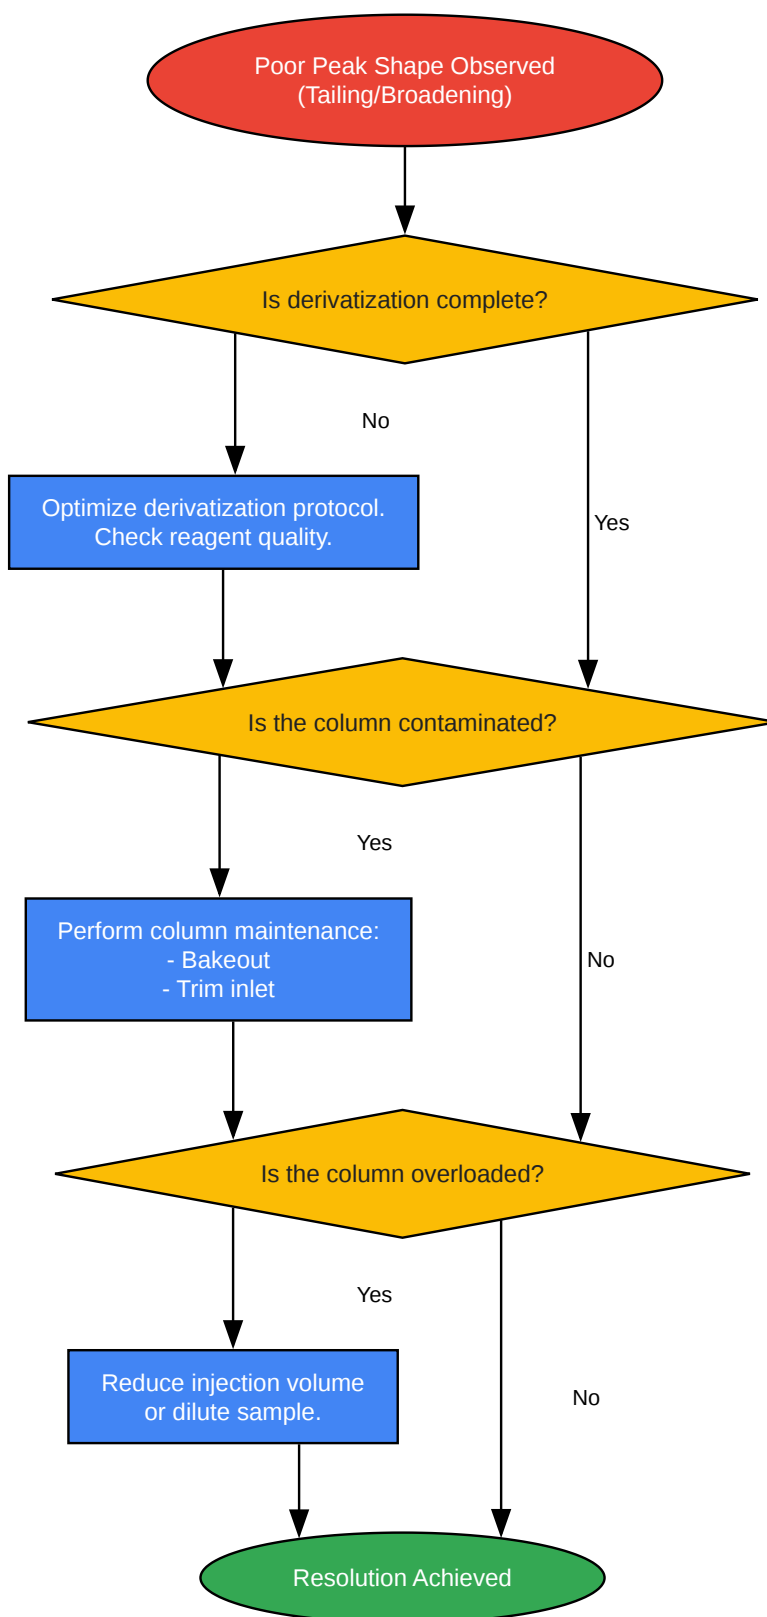 Poor Peak Shape Observed
(Tailing/Broadening)
Is derivatization complete?
No
Optimize derivatization protocol.
Check reagent quality.
Yes
Is the column contaminated?
Yes
Perform column maintenance:
- Bakeout
- Trim inlet
No
Is the column overloaded?
Yes
Reduce injection volume
or dilute sample.
No
Resolution Achieved